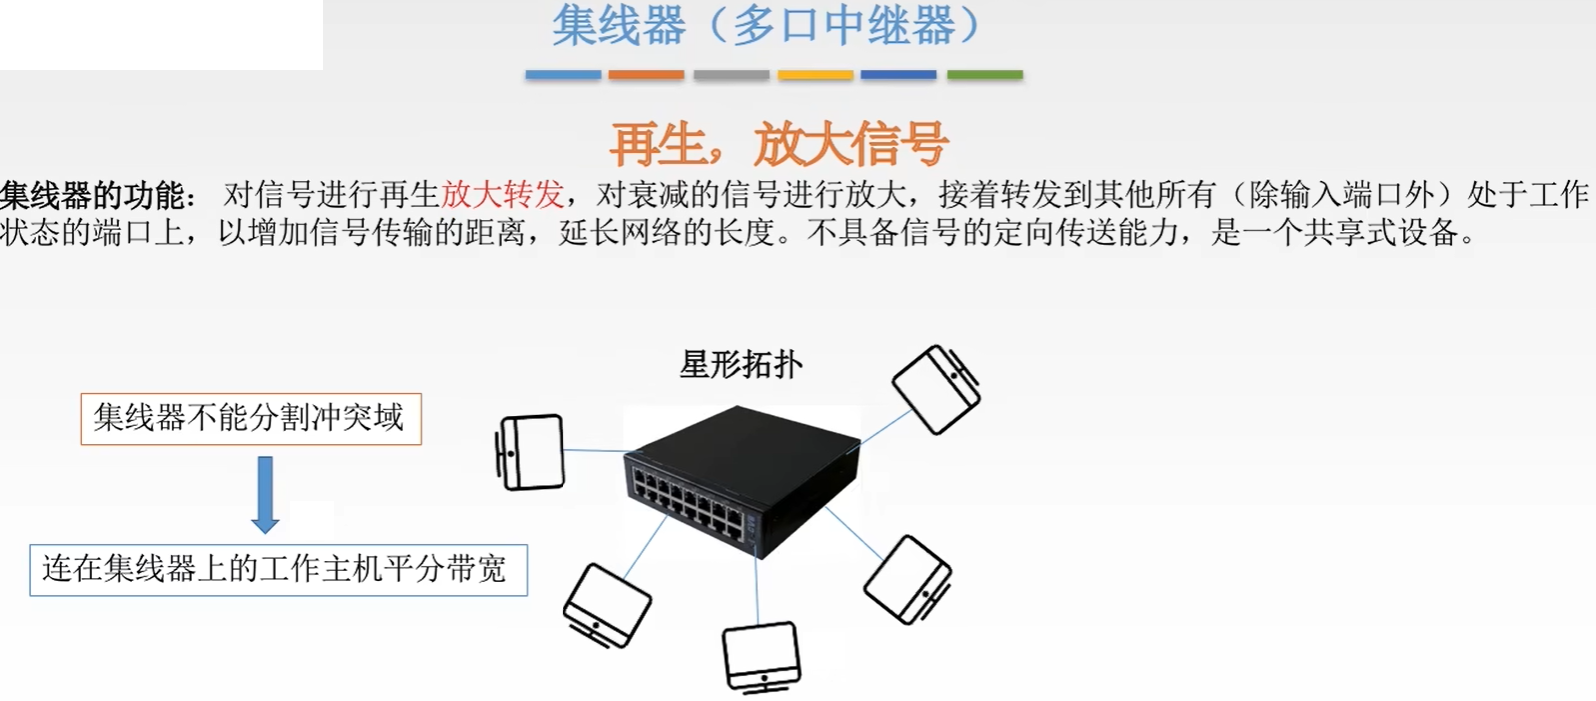 集线器（多口中继器）
再生，放大信号
集线器的功能： 对信号进行再生放大转发，对衰减的信号进行放大，接着转发到其他所有（除输入端口外）处于工作
状态的端口上，以增加信号传输的距离，延长网络的长度。不具备信号的定向传送能力，是一个共享式设备。
星形拓扑
集线器不能分割冲突域
连在集线器上的工作主机平分带宽